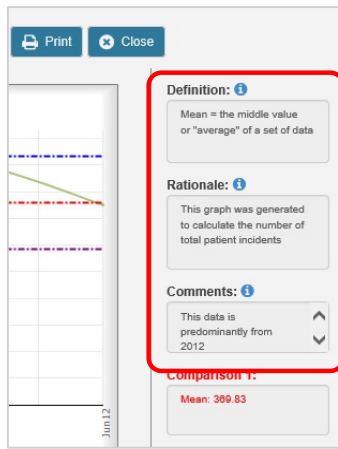 Print
Close
Definition:
Mean = the middle value
or "average" of a set of data
Rationale:
This graph was generated
to calculate the number of
total patient incidents
Comments:
This data is
predominantly from
2012
Comparison 1:
Mean: 369.83
Jun 12